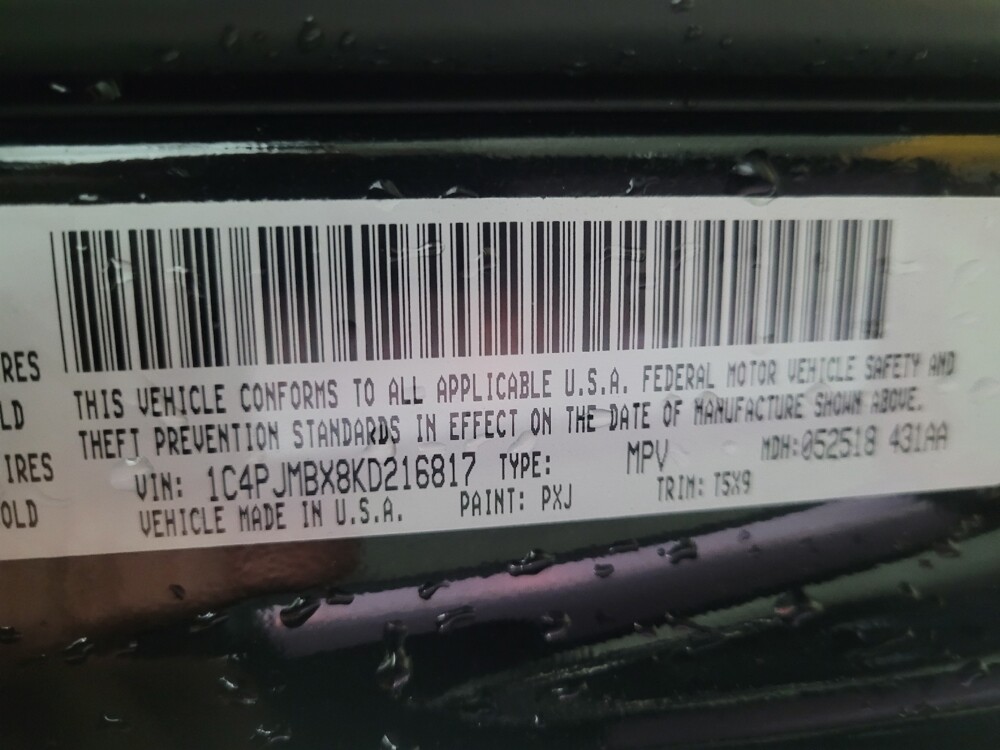 RES
LD
IRES
OLD
THIS VEHICLE CONFORMS TO ALL APPLICABLE U.S.A. FEDERAL MOTOR VEHICLE SAFETY AND
THEFT PREVENTION STANDARDS IN EFFECT ON THE DATE OF MANUFACTURE SHOWN ABOVE.
VIN: 1C4PJMBX8KD216817 TYPE: MPV MDH:052518 431AA
VEHICLE MADE IN U.S.A. PAINT: PXJ TRIM: T5X9